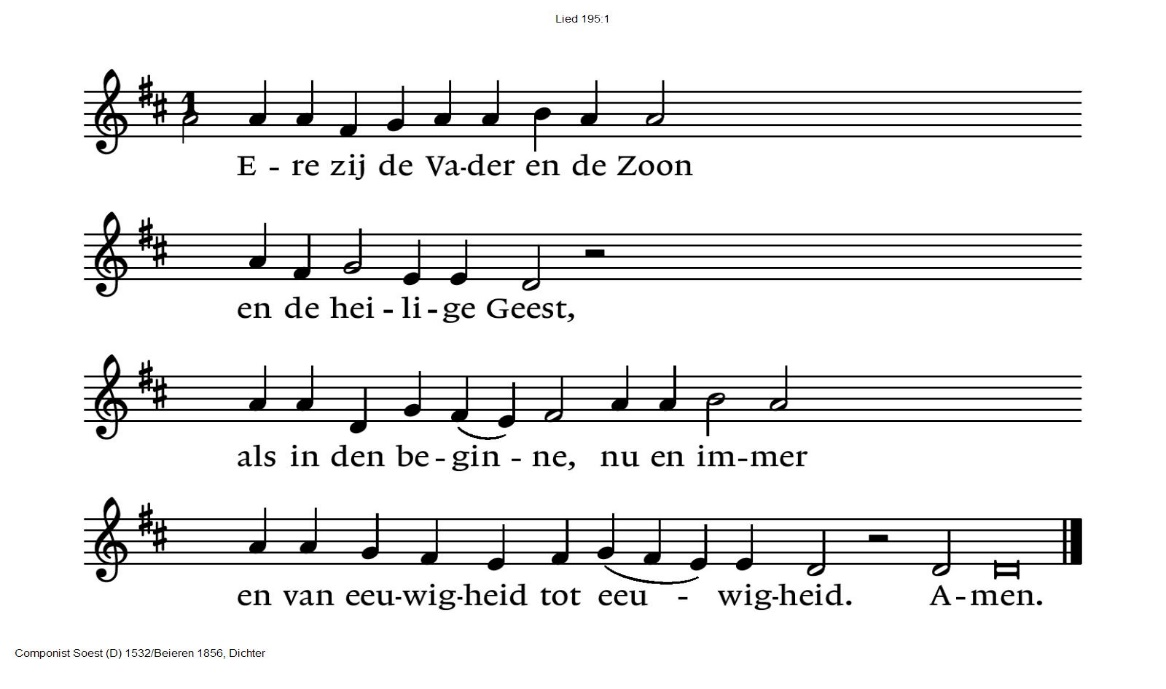 Lied 195:1
1
E - re zij de Va-der en de Zoon
en de hei - li - ge Geest,
als in den be - gin - ne, nu en im-mer
en van eeu-wig-heid tot eeu - wig-heid. A-men.
Componist Soest (D) 1532/Beieren 1856, Dichter